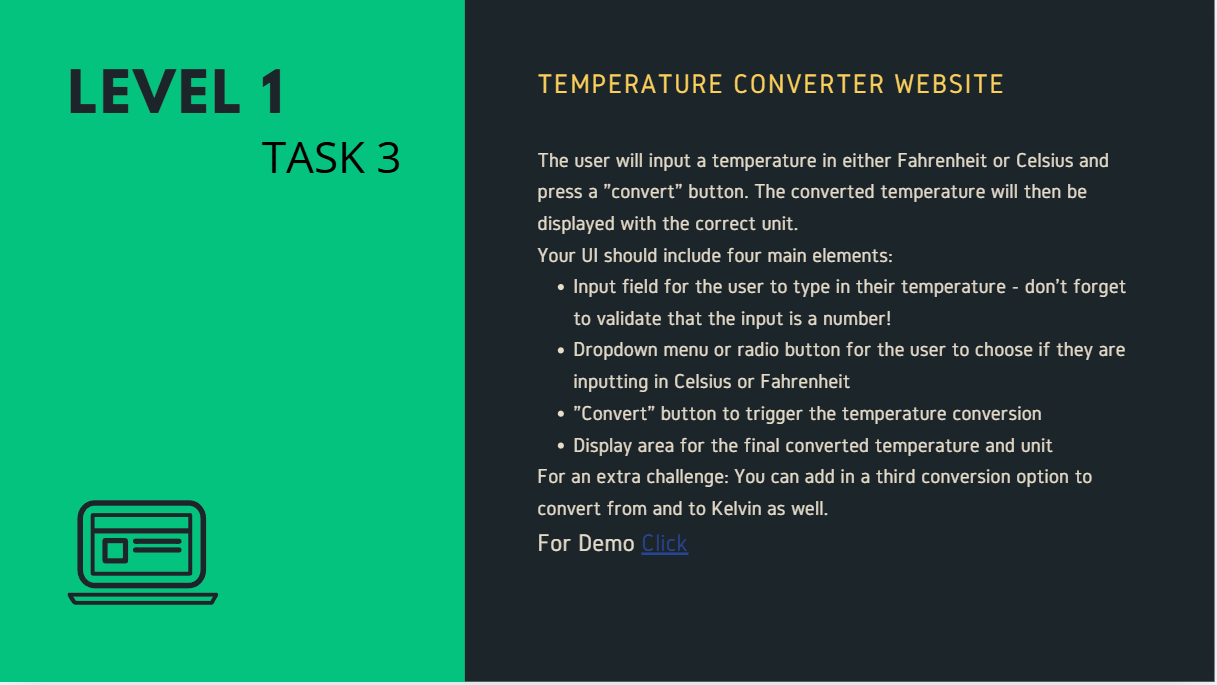 LEVEL 1
TASK 3
TEMPERATURE CONVERTER WEBSITE
The user will input a temperature in either Fahrenheit or Celsius and
press a "convert" button. The converted temperature will then be
displayed with the correct unit.
Your UI should include four main elements:
• Input field for the user to type in their temperature - don't forget
to validate that the input is a number!
• Dropdown menu or radio button for the user to choose if they are
inputting in Celsius or Fahrenheit
• "Convert" button to trigger the temperature conversion
• Display area for the final converted temperature and unit
For an extra challenge: You can add in a third conversion option to
convert from and to Kelvin as well.
For Demo Click